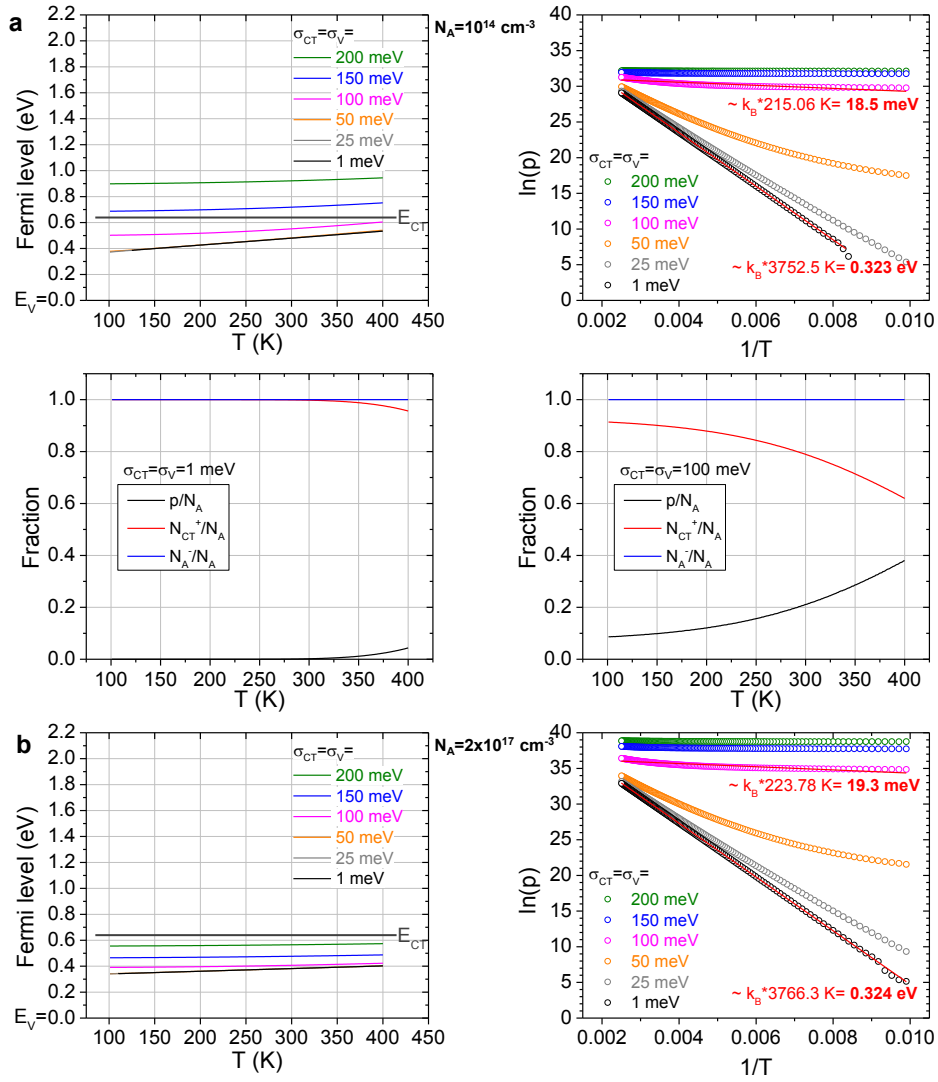 a
N_A=10^14 cm^-3
Fermi level (eV)
2.2
2.0
1.8
1.6
1.4
1.2
1.0
0.8
0.6
0.4
0.2
E_V=0.0
σ_CT=σ_V=
200 meV
150 meV
100 meV
50 meV
25 meV
1 meV
E_CT
100 150 200 250 300 350 400 450
T (K)
ln(p)
40
35
30
25
20
15
10
5
0
~ k_B*215.06 K= 18.5 meV
σ_CT=σ_V=
200 meV
150 meV
100 meV
50 meV
25 meV
1 meV
~ k_B*3752.5 K= 0.323 eV
0.002 0.004 0.006 0.008 0.010
1/T
Fraction
1.0
0.8
0.6
0.4
0.2
0.0
σ_CT=σ_V=1 meV
p/N_A
N_CT^+/N_A
N_A^-/N_A
100 150 200 250 300 350 400
T (K)
Fraction
1.0
0.8
0.6
0.4
0.2
0.0
σ_CT=σ_V=100 meV
p/N_A
N_CT^+/N_A
N_A^-/N_A
100 150 200 250 300 350 400
T (K)
b
N_A=2x10^17 cm^-3
Fermi level (eV)
2.2
2.0
1.8
1.6
1.4
1.2
1.0
0.8
0.6
0.4
0.2
E_V=0.0
σ_CT=σ_V=
200 meV
150 meV
100 meV
50 meV
25 meV
1 meV
E_CT
100 150 200 250 300 350 400 450
T (K)
ln(p)
40
35
30
25
20
15
10
5
0
~ k_B*223.78 K= 19.3 meV
σ_CT=σ_V=
200 meV
150 meV
100 meV
50 meV
25 meV
1 meV
~ k_B*3766.3 K= 0.324 eV
0.002 0.004 0.006 0.008 0.010
1/T